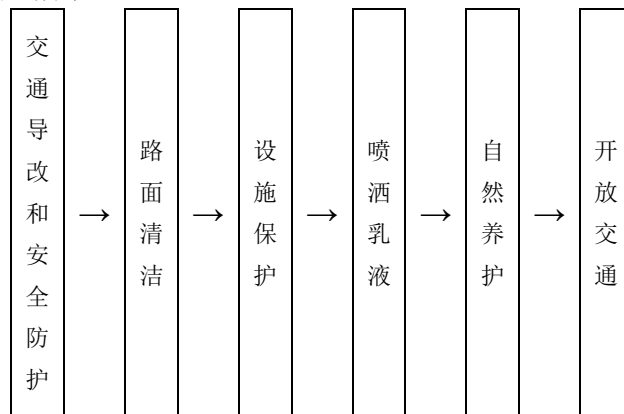 交通导改和安全防护
→
路面清洁
→
设施保护
→
喷洒乳液
→
自然养护
→
开放交通